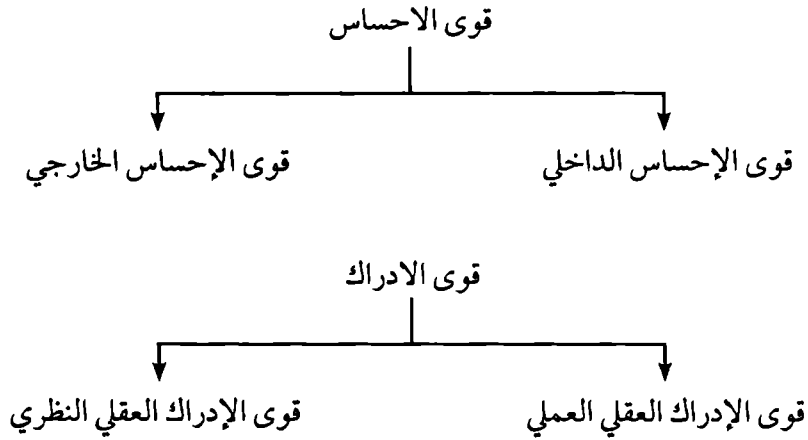 قوى الاحساس
قوى الإحساس الداخلي
قوى الإحساس الخارجي
قوى الادراك
قوى الإدراك العقلي العملي
قوى الإدراك العقلي النظري